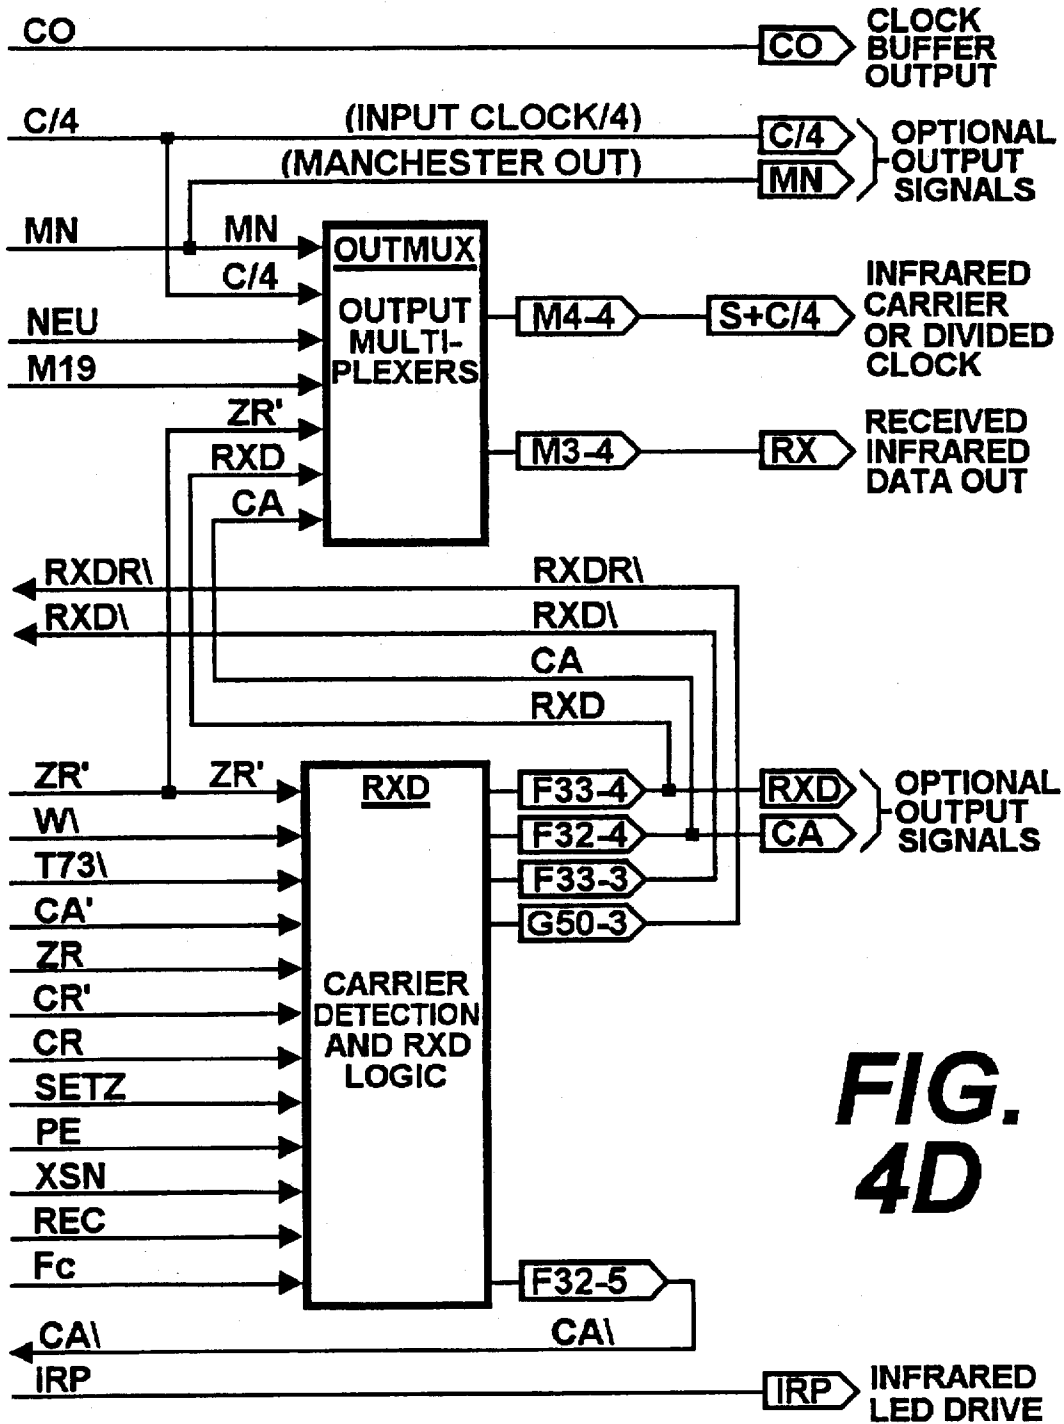 CO
CO
CLOCK
BUFFER
OUTPUT
C/4
(INPUT CLOCK/4)
C/4
(MANCHESTER OUT)
MN
OPTIONAL
OUTPUT
SIGNALS
MN
MN
C/4
NEU
M19
ZR'
RXD
CA
OUTMUX
OUTPUT
MULTI-
PLEXERS
M4-4
S+C/4
INFRARED
CARRIER
OR DIVIDED
CLOCK
M3-4
RX
RECEIVED
INFRARED
DATA OUT
RXDR\
RXDR\
RXD\
RXD\
CA
RXD
ZR'
ZR'
W\
T73\
CA'
ZR
CR'
CR
SETZ
PE
XSN
REC
Fc
RXD
CARRIER
DETECTION
AND RXD
LOGIC
F33-4
RXD
F32-4
CA
F33-3
G50-3
OPTIONAL
OUTPUT
SIGNALS
F32-5
CA\
CA\
IRP
IRP
INFRARED
LED DRIVE
FIG.
4D